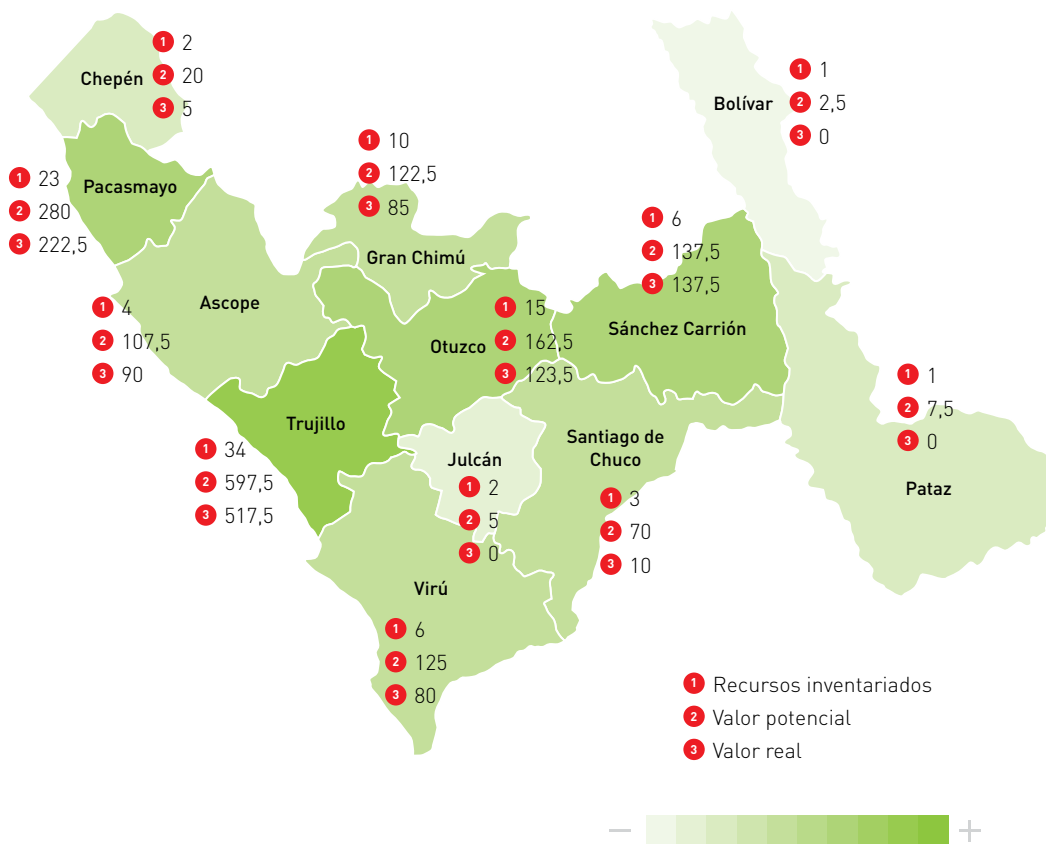 Chepén
1 2
2 20
3 5
Bolívar
1 1
2 2,5
3 0
Pacasmayo
1 23
2 280
3 222,5
1 10
2 122,5
3 85
Gran Chimú
1 6
2 137,5
3 137,5
Sánchez Carrión
Ascope
1 4
2 107,5
3 90
Otuzco
1 15
2 162,5
3 123,5
Trujillo
1 34
2 597,5
3 517,5
Julcán
1 2
2 5
3 0
Santiago de
Chuco
1 3
2 70
3 10
1 1
2 7,5
3 0
Pataz
Virú
1 6
2 125
3 80
1 Recursos inventariados
2 Valor potencial
3 Valor real
— +